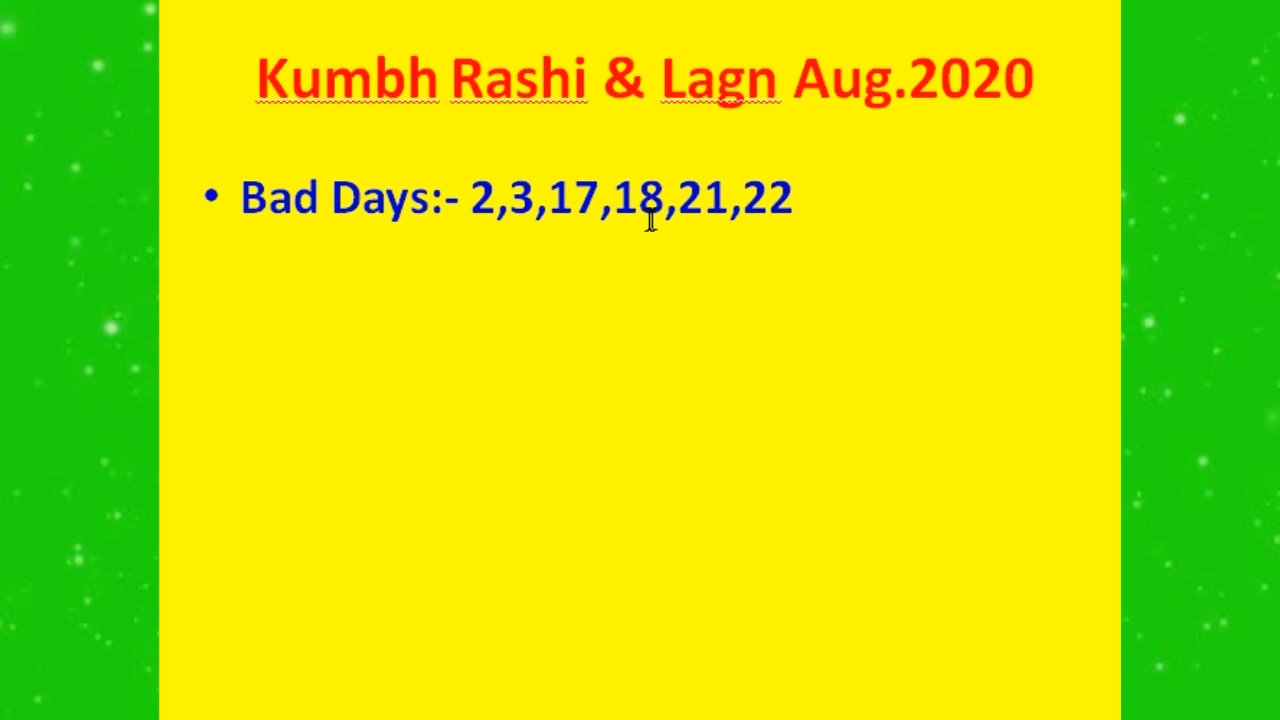 Kumbh Rashi & Lagn Aug.2020
• Bad Days:- 2,3,17,18,21,22